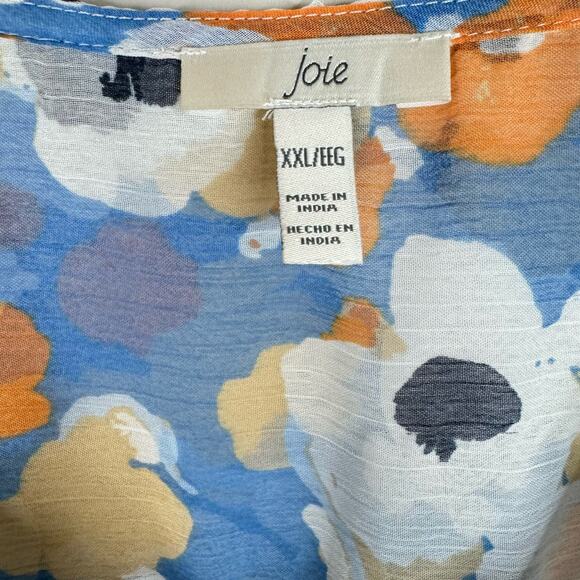 joie
XXL/EEG
MADE IN
INDIA
HECHO EN
INDIA